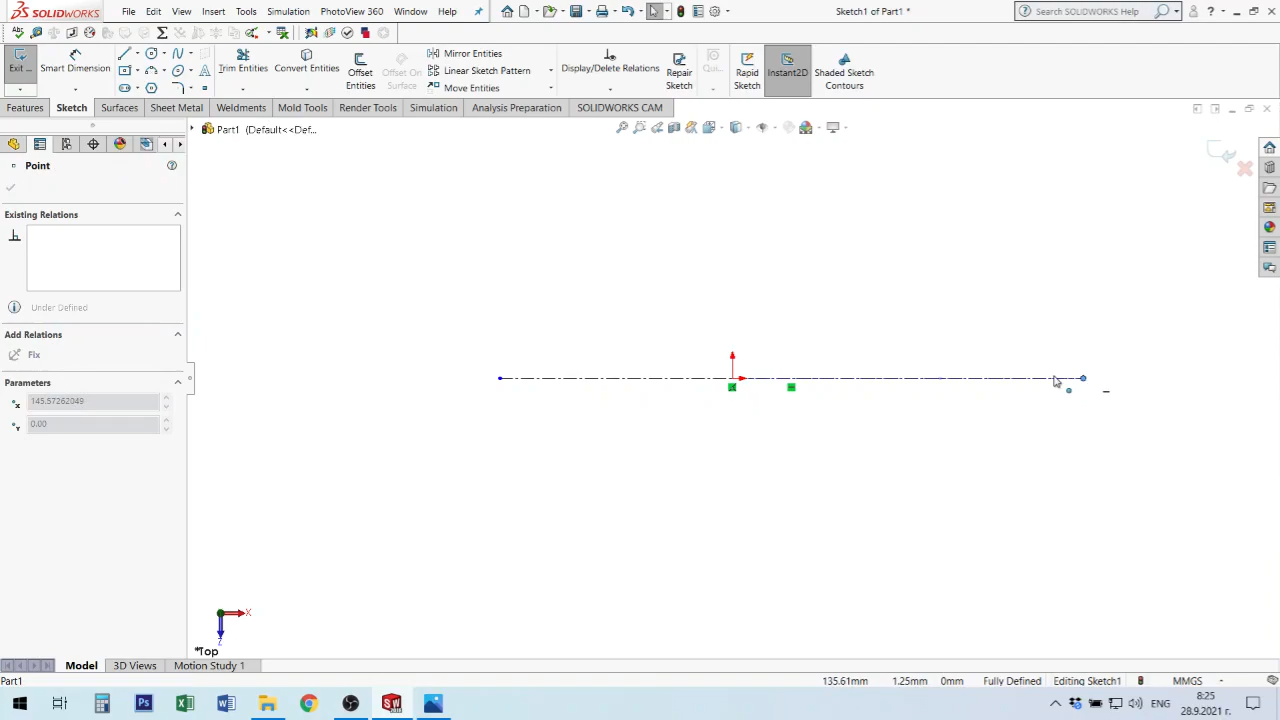 SOLIDWORKS
File Edit View Insert Tools Simulation PhotoView 360 Window Help
Sketch1 of Part1 *
Search SOLIDWORKS Help
Exit ...
art Dimension
Trim Entities
Convert Entities
Offset Entities
Offset On Surface
Mirror Entities
Linear Sketch Pattern
Move Entities
Display/Delete Relations
Repair Sketch
Qui...
Rapid Sketch
Instant2D
Shaded Sketch Contours
Features Sketch Surfaces Sheet Metal Weldments Mold Tools Render Tools Simulation Analysis Preparation SOLIDWORKS CAM
Part1 (Default<<Def...
Point
Existing Relations
Under Defined
Add Relations
Fix
Parameters
145.57262049
0.00
X
Z
*Top
Model 3D Views Motion Study 1
Part1
135.61mm 1.25mm 0mm Fully Defined Editing Sketch1 MMGS
ENG
8:25
28.9.2021 г.